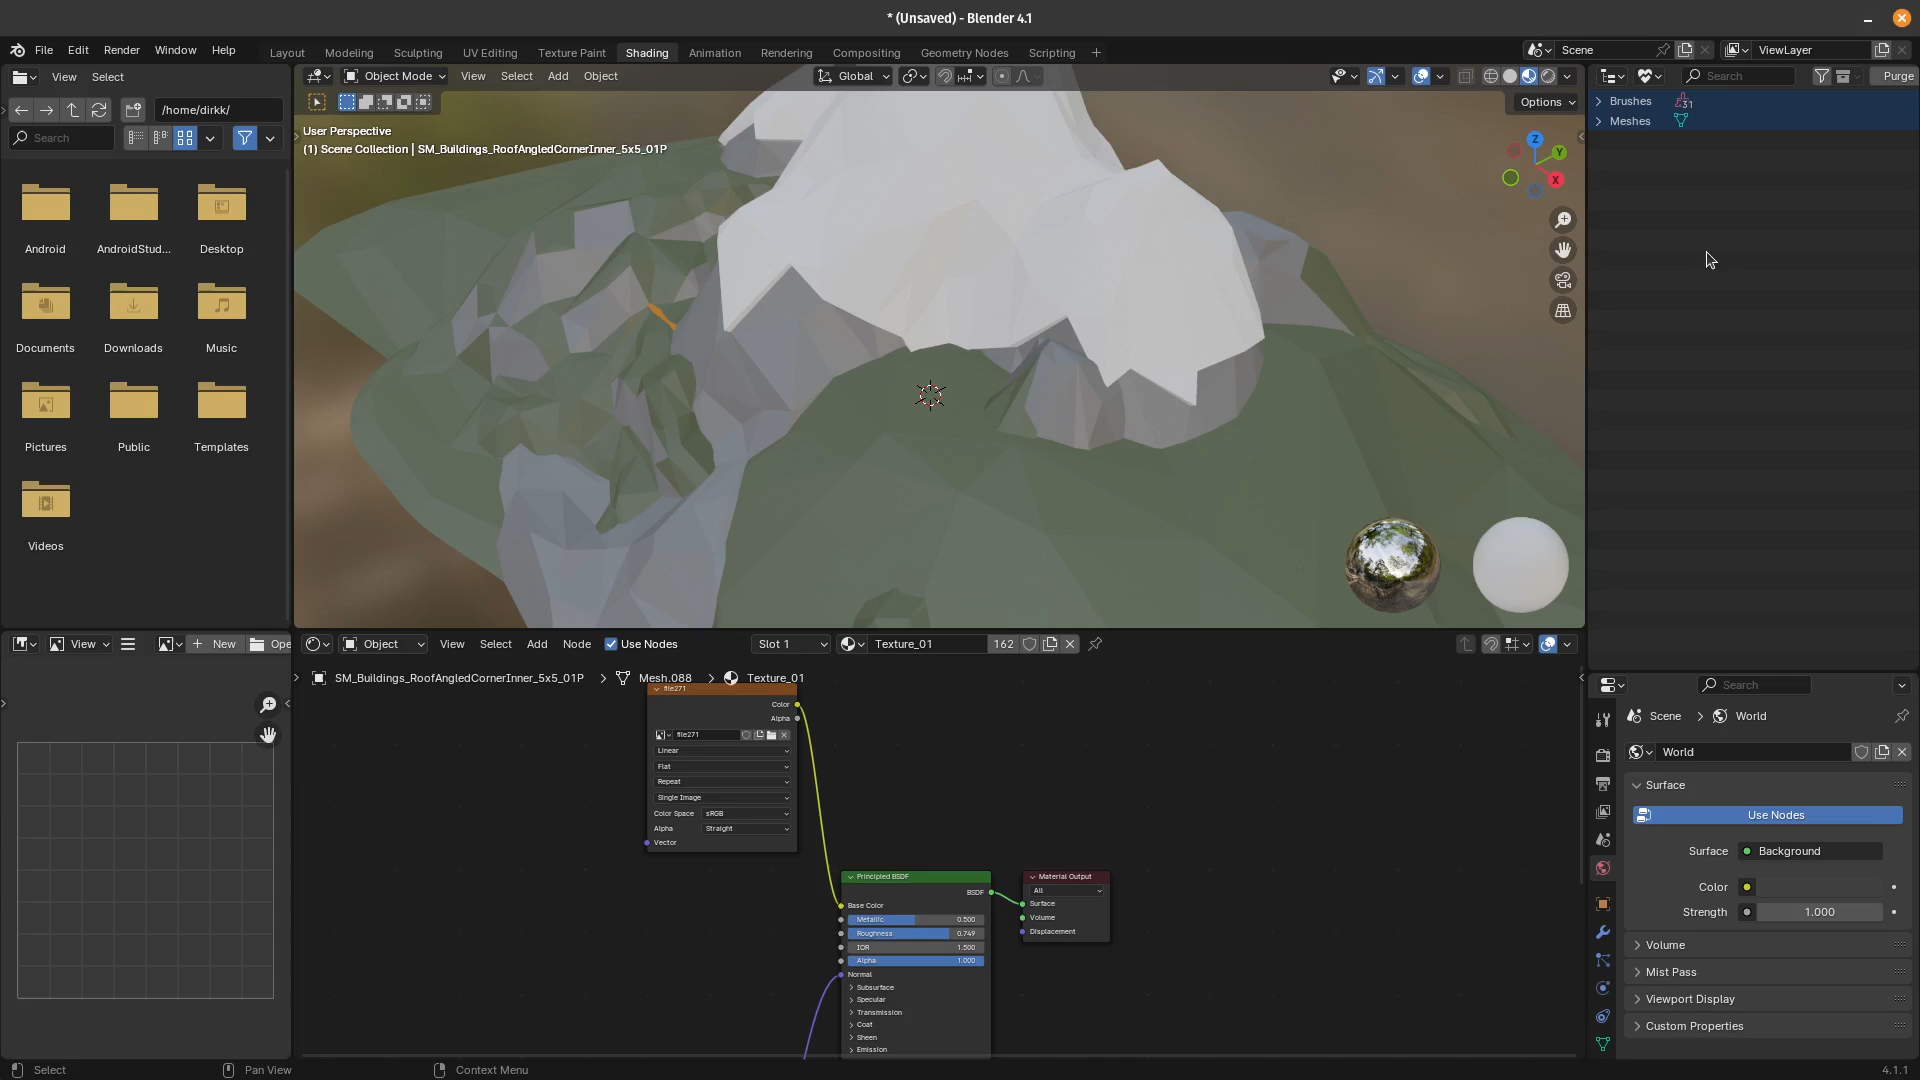 * (Unsaved) - Blender 4.1
File Edit Render Window Help
Layout Modeling Sculpting UV Editing Texture Paint Shading Animation Rendering Compositing Geometry Nodes Scripting +
Scene
ViewLayer
View Select
Object Mode View Select Add Object
Global
Search
Purge
/home/dirkk/
Options
Search
Brushes 31
Meshes
User Perspective
(1) Scene Collection | SM_Buildings_RoofAngledCornerInner_5x5_01P
Z
Y
X
Android
AndroidStud...
Desktop
Documents
Downloads
Music
Pictures
Public
Templates
Videos
View
New
Ope
Object View Select Add Node Use Nodes
Slot 1
Texture_01
162
SM_Buildings_RoofAngledCornerInner_5x5_01P > Mesh.088 > Texture_01
file271
Color
Alpha
file271
Linear
Flat
Repeat
Single Image
Color Space sRGB
Alpha Straight
Vector
Principled BSDF
BSDF
Base Color
Metallic 0.500
Roughness 0.749
IOR 1.500
Alpha 1.000
Normal
Subsurface
Specular
Transmission
Coat
Sheen
Emission
Material Output
All
Surface
Volume
Displacement
Search
Scene > World
World
Surface
Use Nodes
Surface Background
Color
Strength 1.000
Volume
Mist Pass
Viewport Display
Custom Properties
Select
Pan View
Context Menu
4.1.1